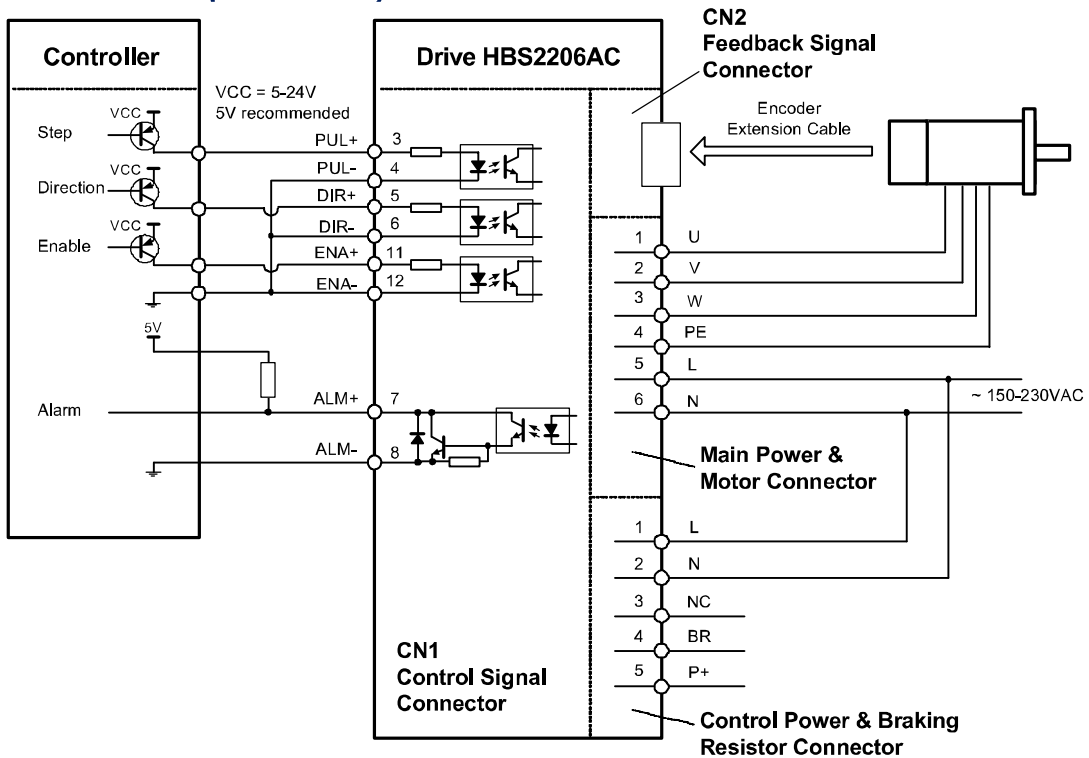 CN2
Feedback Signal
Connector
Controller
Drive HBS2206AC
VCC = 5-24V
5V recommended
Encoder
Extension Cable
VCC
Step
PUL+ 3
PUL- 4
VCC
Direction
DIR+ 5
DIR- 6
VCC
Enable
ENA+ 11
ENA- 12
1 U
2 V
3 W
4 PE
5 L
6 N
~ 150-230VAC
5V
Alarm
ALM+ 7
ALM- 8
Main Power &
Motor Connector
1 L
2 N
3 NC
4 BR
5 P+
CN1
Control Signal
Connector
Control Power & Braking
Resistor Connector